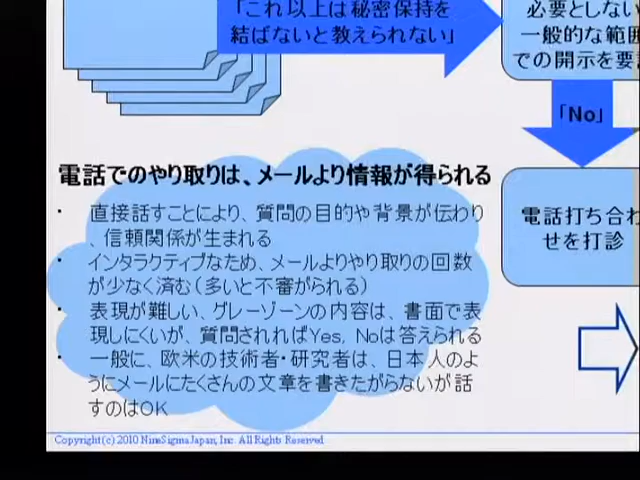 「これ以上は秘密保持を
結ばないと教えられない」
必要としない
一般的な範囲
での開示を要
「No」
電話でのやり取りは、メールより情報が得られる
・ 直接話すことにより、質問の目的や背景が伝わり
、信頼関係が生まれる
・ インタラクティブなため、メールよりやり取りの回数
が少なく済む(多いと不審がられる)
・ 表現が難しい、グレーゾーンの内容は、書面で表
現しにくいが、質問されればYes, Noは答えられる
・ 一般に、欧米の技術者・研究者は、日本人のよ
うにメールにたくさんの文章を書きたがらないが話
すのはOK
電話打ち合わ
せを打診
Copyright(c) 2010 NineSigmaJapan, Inc. All Rights Reserved